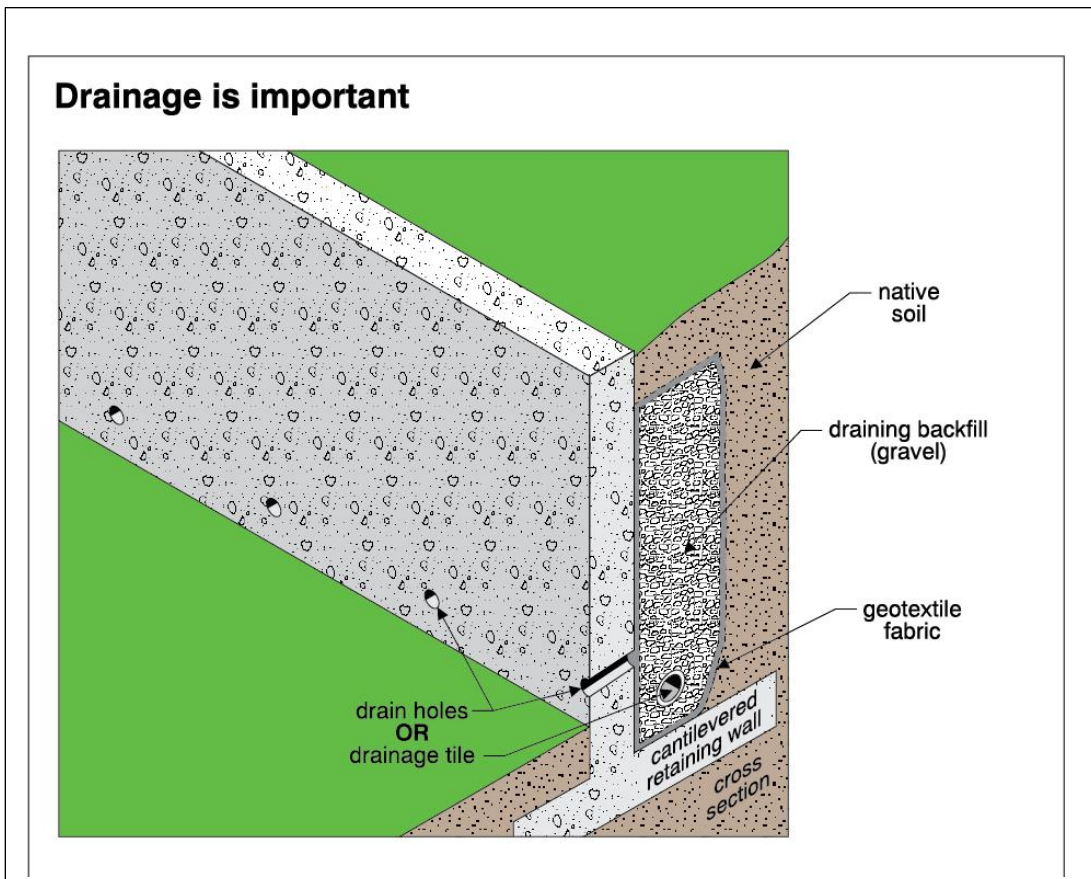 Drainage is important
native
soil
draining backfill
(gravel)
geotextile
fabric
drain holes
OR
drainage tile
cantilevered
retaining wall
cross
section